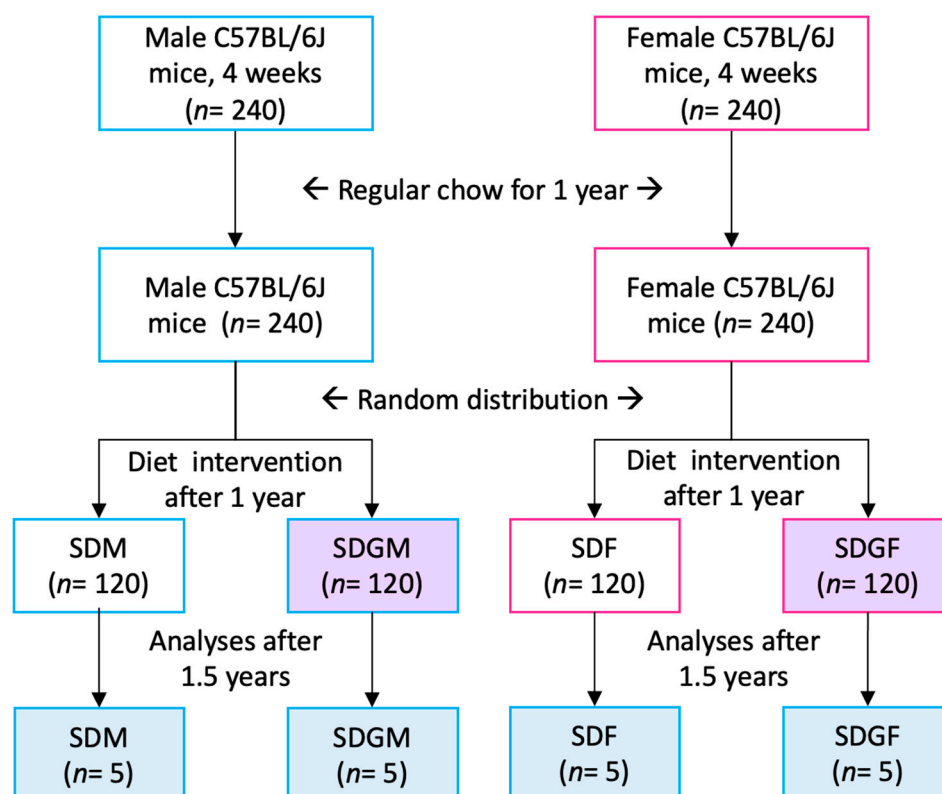 Male C57BL/6J
mice, 4 weeks
(n= 240)
Female C57BL/6J
mice, 4 weeks
(n= 240)
← Regular chow for 1 year →
Male C57BL/6J
mice (n= 240)
Female C57BL/6J
mice (n= 240)
← Random distribution →
Diet intervention
after 1 year
Diet intervention
after 1 year
SDM
(n= 120)
SDGM
(n= 120)
SDF
(n= 120)
SDGF
(n= 120)
Analyses after
1.5 years
Analyses after
1.5 years
SDM
(n= 5)
SDGM
(n= 5)
SDF
(n= 5)
SDGF
(n= 5)